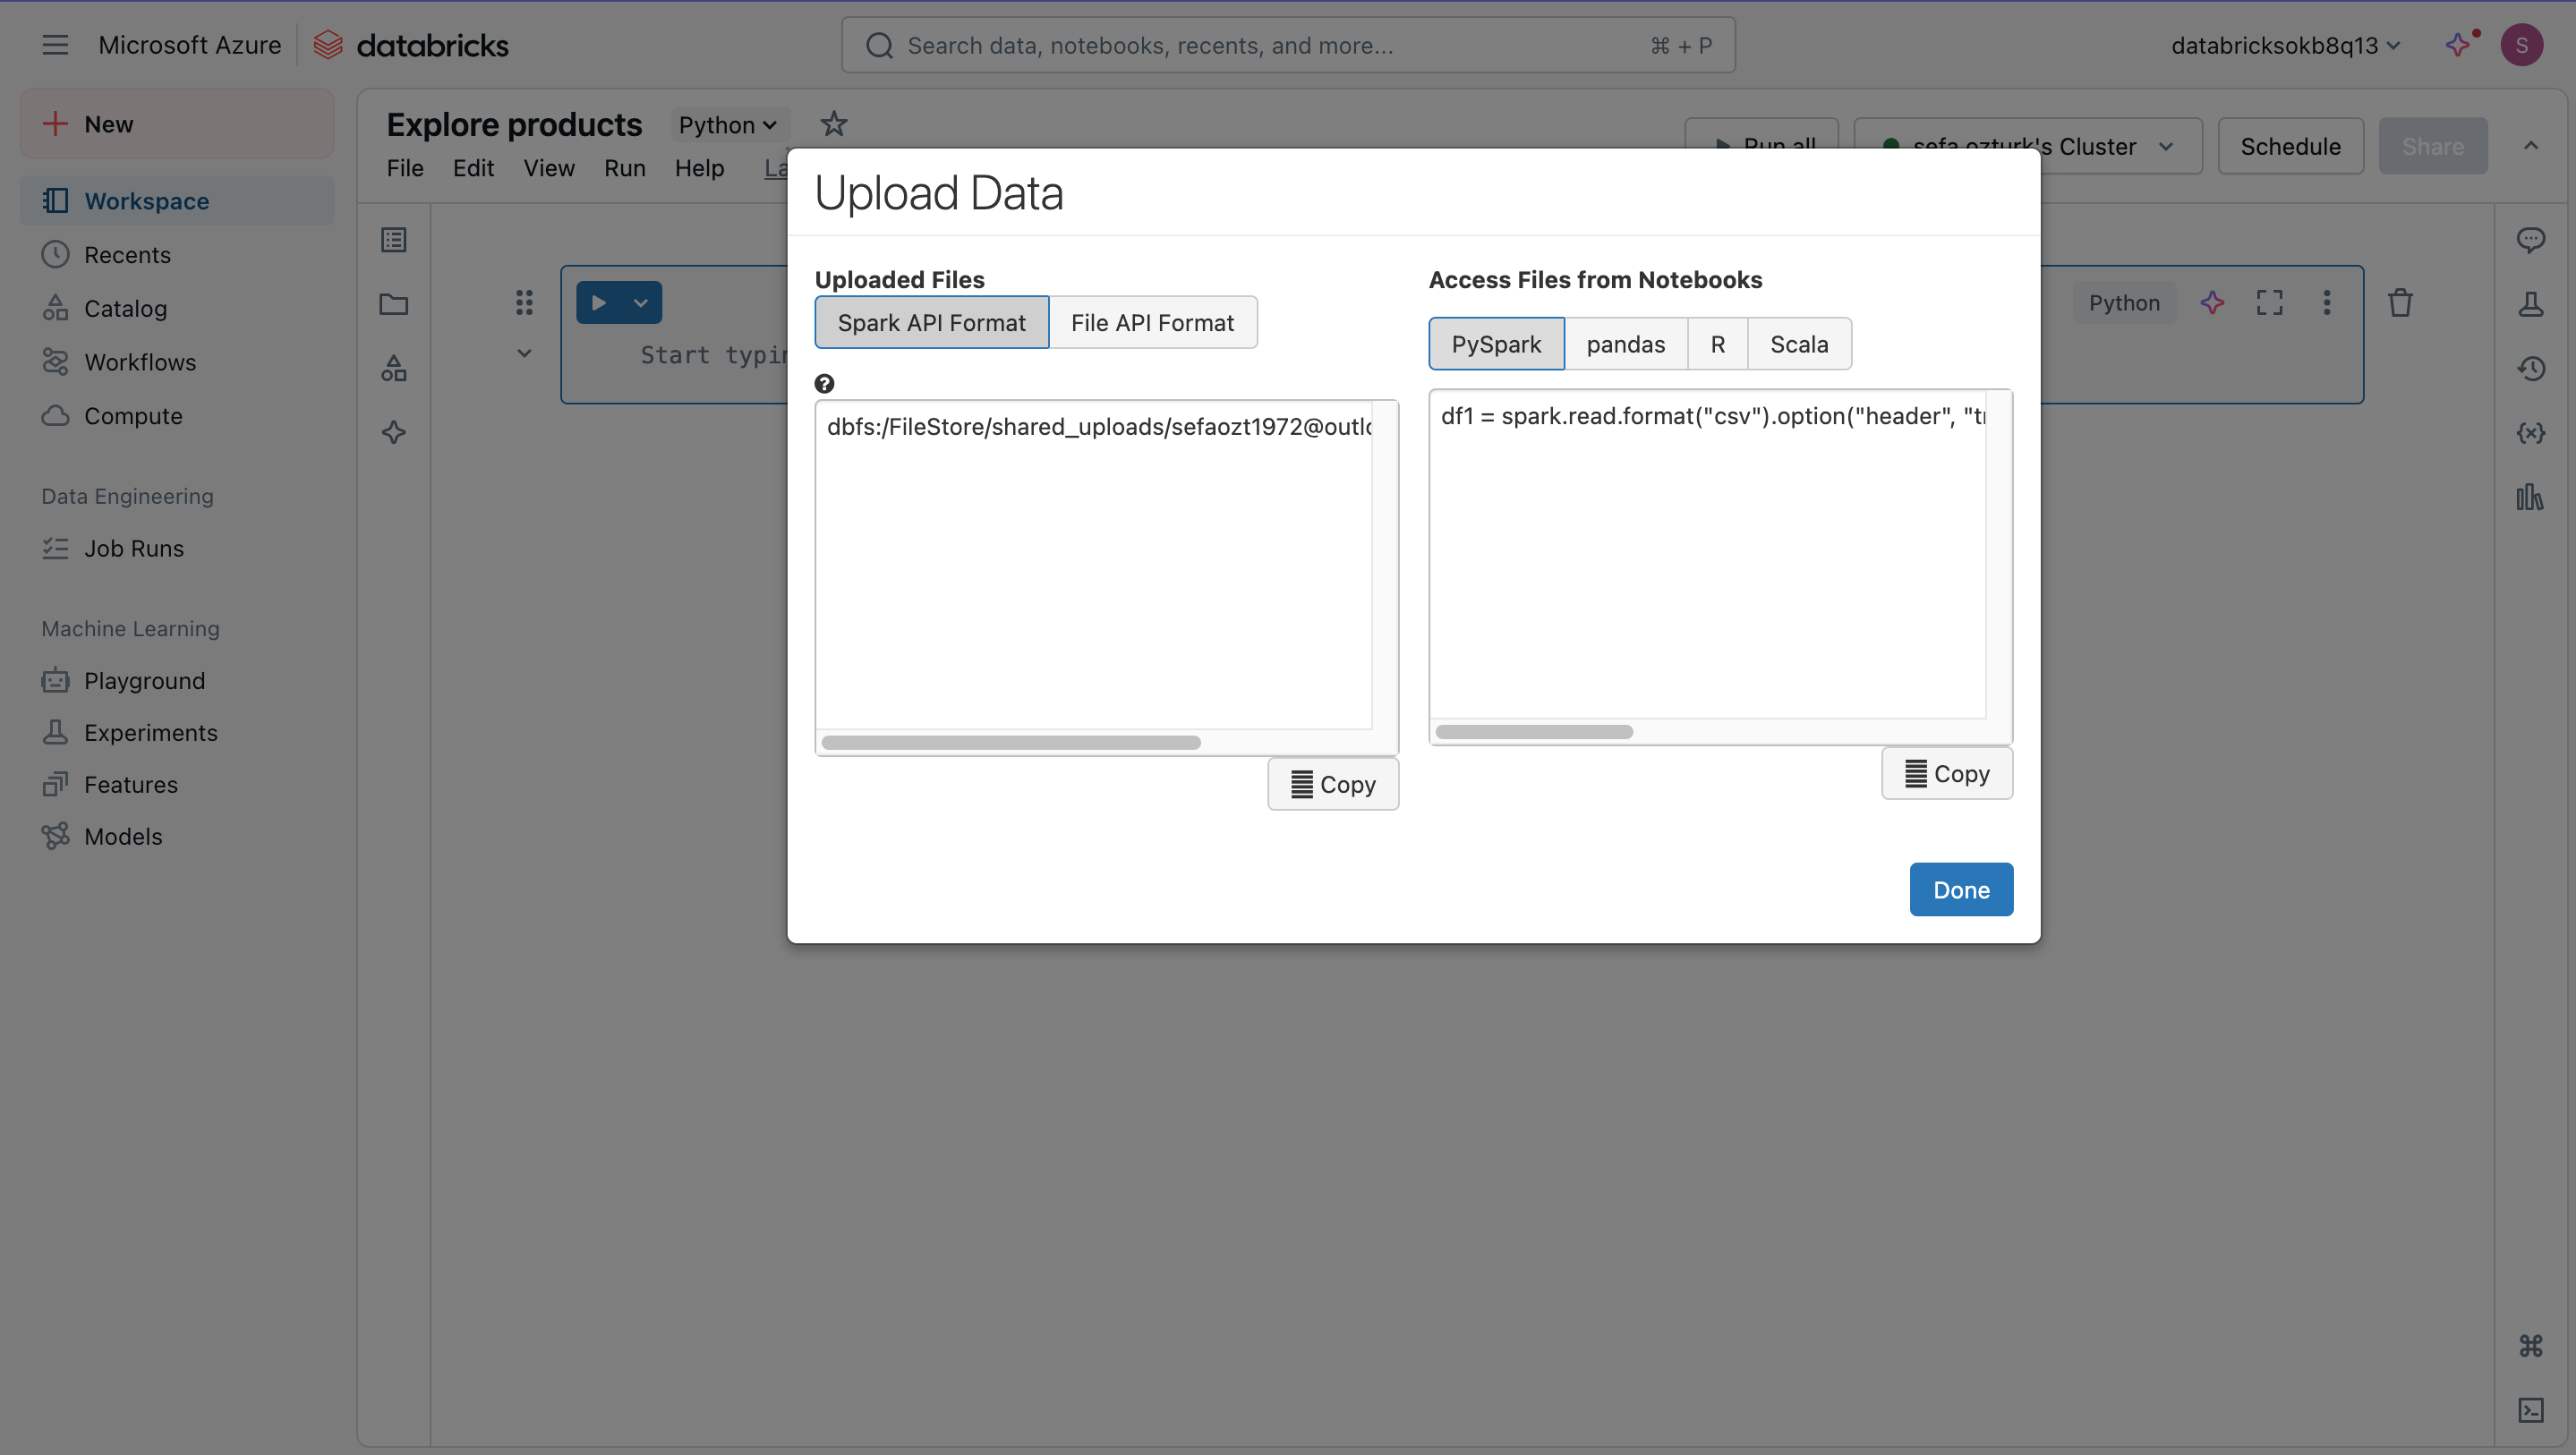 Microsoft Azure databricks
Search data, notebooks, recents, and more... ⌘ + P
databricksokb8q13
S
New
Workspace
Recents
Catalog
Workflows
Compute
Data Engineering
Job Runs
Machine Learning
Playground
Experiments
Features
Models
Explore products Python
File Edit View Run Help La
Run all
sefa ozturk's Cluster
Schedule
Share
Start typin
Python
Upload Data
Uploaded Files
Spark API Format File API Format
?
dbfs:/FileStore/shared_uploads/sefaozt1972@outlo
Copy
Access Files from Notebooks
PySpark pandas R Scala
df1 = spark.read.format("csv").option("header", "tr
Copy
Done